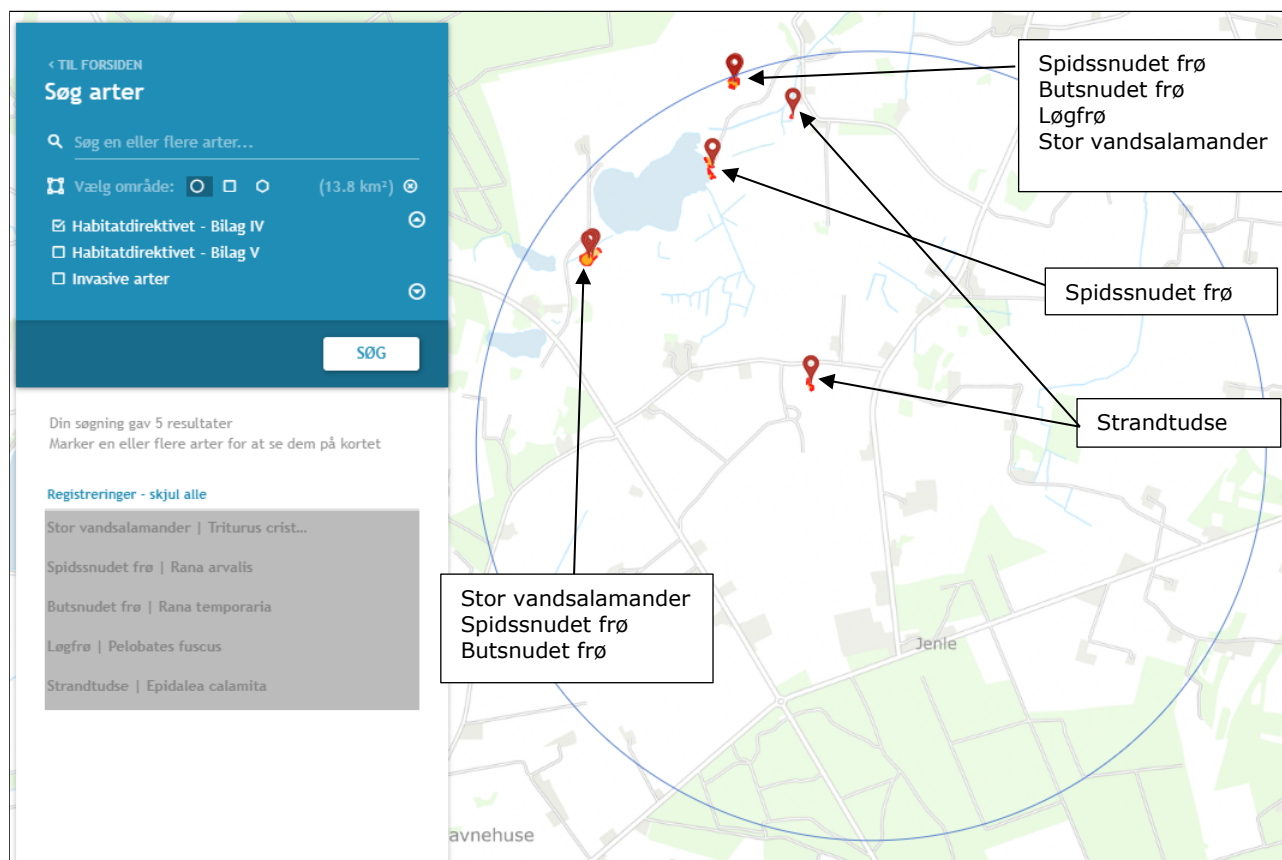 < TIL FORSIDEN
Søg arter
Søg en eller flere arter...
Vælg område:
(13.8 km²)
Habitatdirektivet - Bilag IV
Habitatdirektivet - Bilag V
Invasive arter
SØG
Din søgning gav 5 resultater
Marker en eller flere arter for at se dem på kortet
Registreringer - skjul alle
Stor vandsalamander | Triturus crist...
Spidssnudet frø | Rana arvalis
Butsnudet frø | Rana temporaria
Løgfrø | Pelobates fuscus
Strandtudse | Epidalea calamita
Spidssnudet frø
Butsnudet frø
Løgfrø
Stor vandsalamander
Spidssnudet frø
Strandtudse
Stor vandsalamander
Spidssnudet frø
Butsnudet frø
Jenle
avnehuse